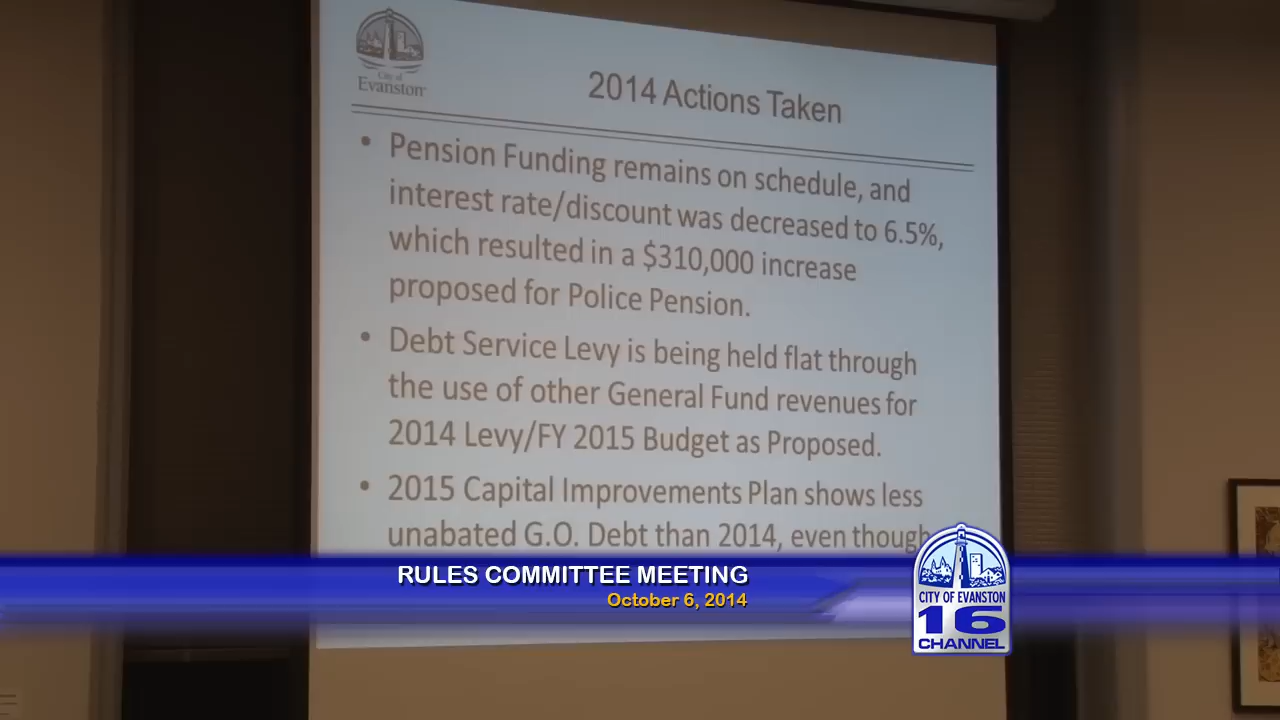 City of
Evanston
2014 Actions Taken
• Pension Funding remains on schedule, and
interest rate/discount was decreased to 6.5%,
which resulted in a $310,000 increase
proposed for Police Pension.
• Debt Service Levy is being held flat through
the use of other General Fund revenues for
2014 Levy/FY 2015 Budget as Proposed.
• 2015 Capital Improvements Plan shows less
unabated G.O. Debt than 2014, even though
RULES COMMITTEE MEETING
October 6, 2014
CITY OF EVANSTON
16
CHANNEL